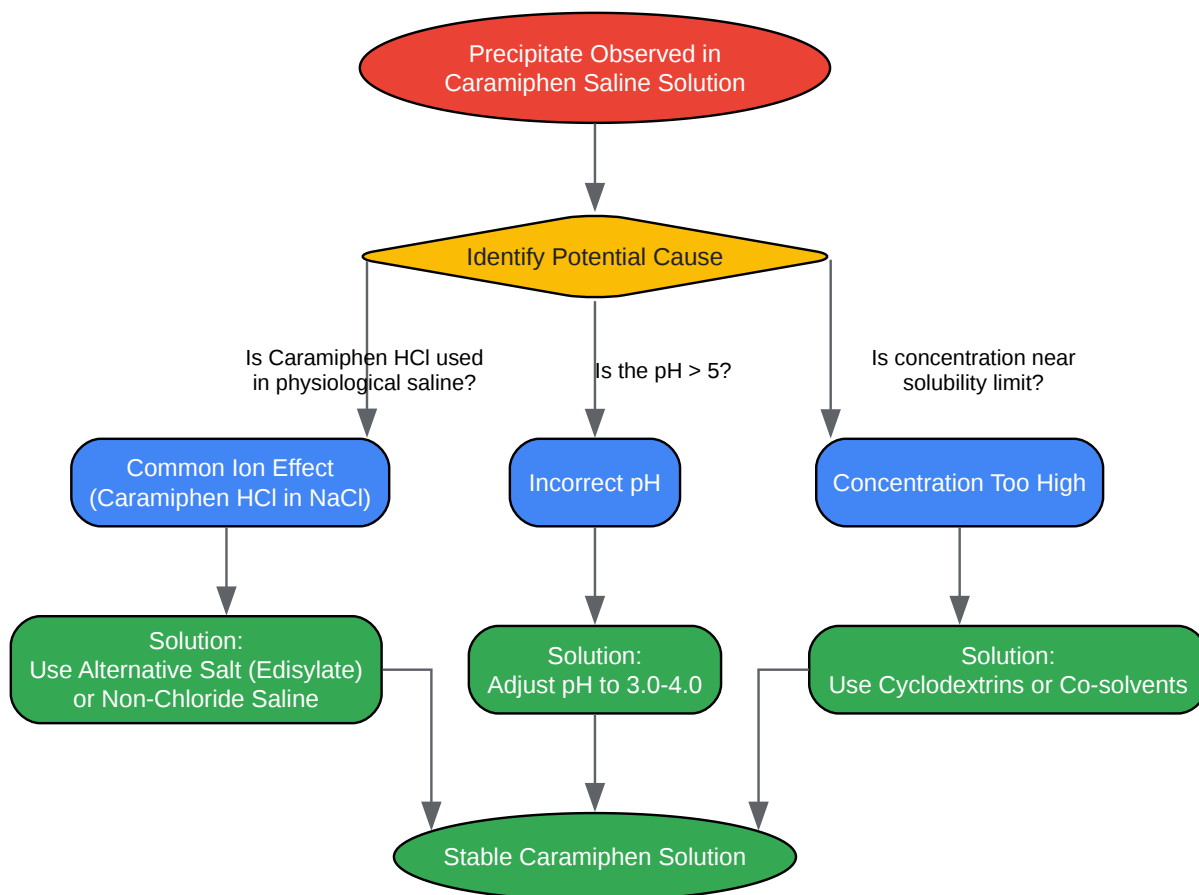 Precipitate Observed in
Caramiphen Saline Solution
Identify Potential Cause
Is Caramiphen HCl used
in physiological saline?
Is the pH > 5?
Is concentration near
solubility limit?
Common Ion Effect
(Caramiphen HCl in NaCl)
Incorrect pH
Concentration Too High
Solution:
Use Alternative Salt (Edisylate)
or Non-Chloride Saline
Solution:
Adjust pH to 3.0-4.0
Solution:
Use Cyclodextrins or Co-solvents
Stable Caramiphen Solution